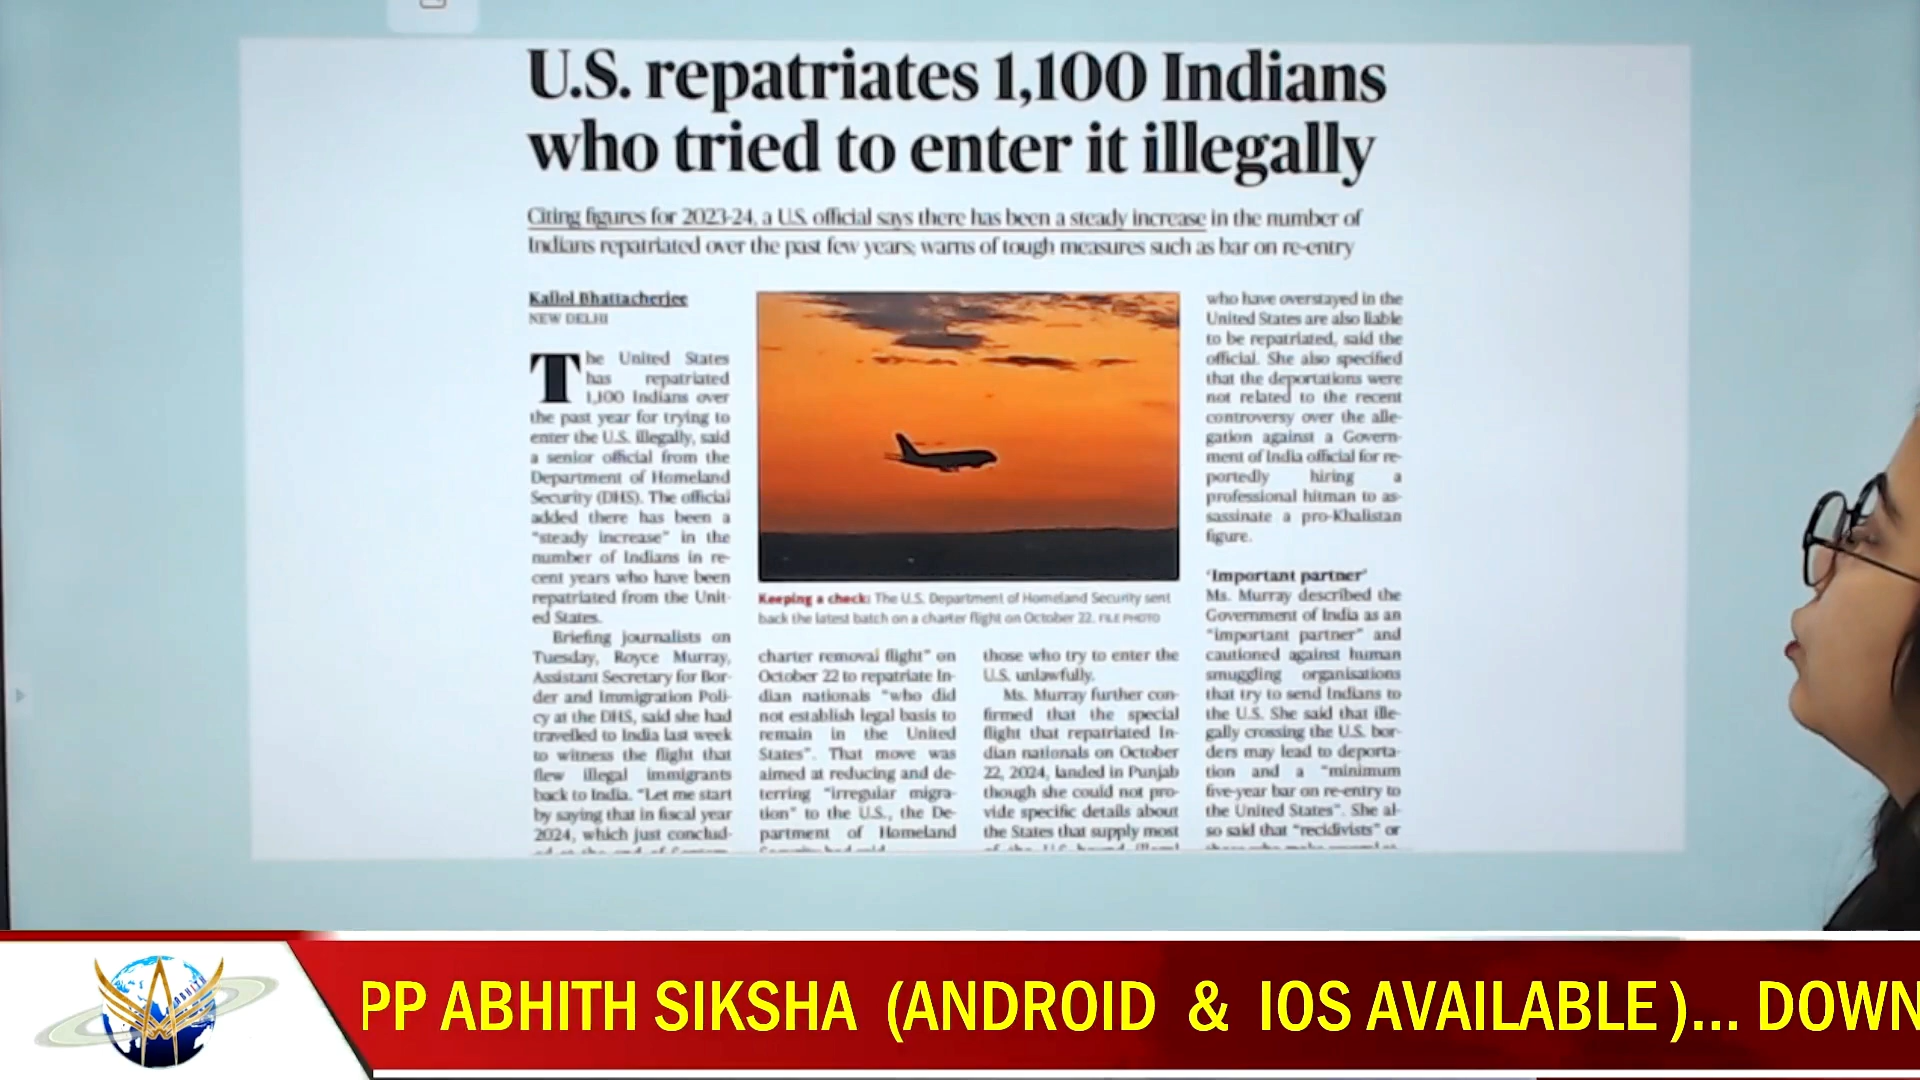 U.S. repatriates 1,100 Indians
who tried to enter it illegally
Citing figures for 2023-24, a U.S. official says there has been a steady increase in the number of
Indians repatriated over the past few years; warns of tough measures such as bar on re-entry
Kallol Bhattacherjee
NEW DELHI
The United States
has repatriated
1,100 Indians over
the past year for trying to
enter the U.S. illegally, said
a senior official from the
Department of Homeland
Security (DHS). The official
added there has been a
"steady increase" in the
number of Indians in re-
cent years who have been
repatriated from the Unit-
ed States.
Briefing journalists on
Tuesday, Royce Murray,
Assistant Secretary for Bor-
der and Immigration Poli-
cy at the DHS, said she had
travelled to India last week
to witness the flight that
flew illegal immigrants
back to India. "Let me start
by saying that in fiscal year
2024, which just conclud-
Keeping a check: The U.S. Department of Homeland Security sent
back the latest batch on a charter flight on October 22. FILE PHOTO
charter removal flight" on
October 22 to repatriate In-
dian nationals "who did
not establish legal basis to
remain in the United
States". That move was
aimed at reducing and de-
terring "irregular migra-
tion" to the U.S., the De-
partment of Homeland
those who try to enter the
U.S. unlawfully.
Ms. Murray further con-
firmed that the special
flight that repatriated In-
dian nationals on October
22, 2024, landed in Punjab
though she could not pro-
vide specific details about
the States that supply most
who have overstayed in the
United States are also liable
to be repatriated, said the
official. She also specified
that the deportations were
not related to the recent
controversy over the alle-
gation against a Govern-
ment of India official for re-
portedly hiring a
professional hitman to as-
sassinate a pro-Khalistan
figure.
'Important partner'
Ms. Murray described the
Government of India as an
"important partner" and
cautioned against human
smuggling organisations
that try to send Indians to
the U.S. She said that ille-
gally crossing the U.S. bor-
ders may lead to deporta-
tion and a "minimum
five-year bar on re-entry to
the United States". She al-
so said that "recidivists" or
ABHITH
PP ABHITH SIKSHA (ANDROID & IOS AVAILABLE )... DOWN